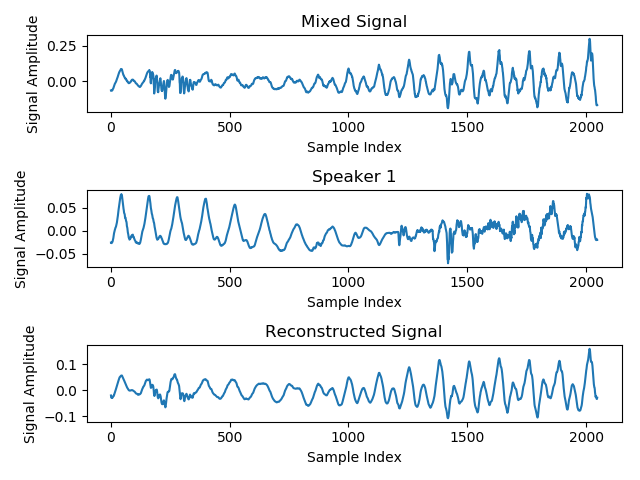 Mixed Signal
Signal Amplitude
0.25
0.00
0 500 1000 1500 2000
Sample Index
Speaker 1
Signal Amplitude
0.05
0.00
−0.05
0 500 1000 1500 2000
Sample Index
Reconstructed Signal
Signal Amplitude
0.1
0.0
−0.1
0 500 1000 1500 2000
Sample Index